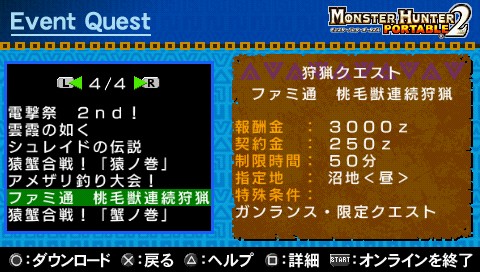 Event Quest
MONSTER HUNTER
PORTABLE 2
L 4/4 R
電撃祭 2nd!
雲霞の如く
シュレイドの伝説
猿蟹合戦!「猿ノ巻」
アメザリ釣り大会!
ファミ通 桃毛獣連続狩猟
猿蟹合戦!「蟹ノ巻」
狩猟クエスト
ファミ通 桃毛獣連続狩猟
報酬金 : 3000z
契約金 : 250z
制限時間: 50分
指定地 : 沼地<昼>
特殊条件:
ガンランス・限定クエスト
○:ダウンロード ×:戻る △:ヘルプ □:詳細 START:オンラインを終了